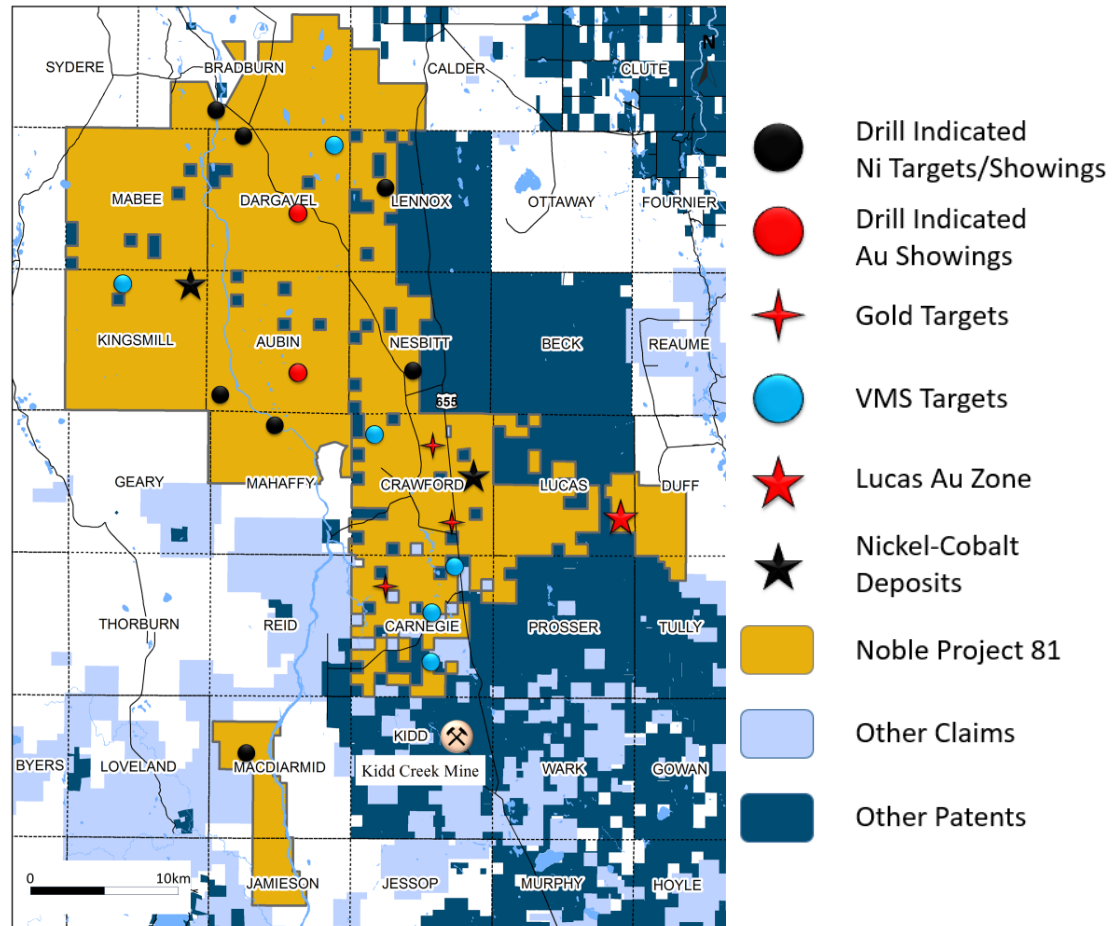 N
SYDERE
BRADBURN
CALDER
CLUTE
MABEE
DARGAVEL
LENNOX
OTTAWAY
FOURNIER
KINGSMILL
AUBIN
NESBITT
BECK
REAUME
655
GEARY
MAHAFFY
CRAWFORD
LUCAS
DUFF
THORBURN
REID
CARNEGIE
PROSSER
TULLY
KIDD
Kidd Creek Mine
BYERS
LOVELAND
MACDIARMID
WARK
GOWAN
0
10km
JAMIESON
JESSOP
MURPHY
HOYLE
Drill Indicated
Ni Targets/Showings
Drill Indicated
Au Showings
Gold Targets
VMS Targets
Lucas Au Zone
Nickel-Cobalt
Deposits
Noble Project 81
Other Claims
Other Patents